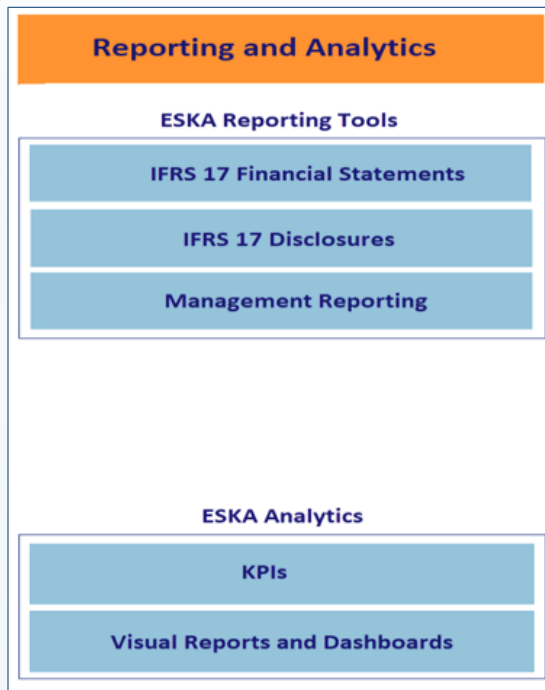 Reporting and Analytics
ESKA Reporting Tools
IFRS 17 Financial Statements
IFRS 17 Disclosures
Management Reporting
ESKA Analytics
KPIs
Visual Reports and Dashboards